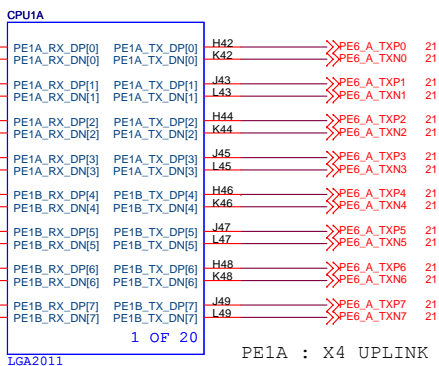 CPU1A
PE1A_RX_DP[0] PE1A_TX_DP[0] H42 PE6_A_TXP0 21
PE1A_RX_DN[0] PE1A_TX_DN[0] K42 PE6_A_TXN0 21
PE1A_RX_DP[1] PE1A_TX_DP[1] J43 PE6_A_TXP1 21
PE1A_RX_DN[1] PE1A_TX_DN[1] L43 PE6_A_TXN1 21
PE1A_RX_DP[2] PE1A_TX_DP[2] H44 PE6_A_TXP2 21
PE1A_RX_DN[2] PE1A_TX_DN[2] K44 PE6_A_TXN2 21
PE1A_RX_DP[3] PE1A_TX_DP[3] J45 PE6_A_TXP3 21
PE1A_RX_DN[3] PE1A_TX_DN[3] L45 PE6_A_TXN3 21
PE1B_RX_DP[4] PE1B_TX_DP[4] H46 PE6_A_TXP4 21
PE1B_RX_DN[4] PE1B_TX_DN[4] K46 PE6_A_TXN4 21
PE1B_RX_DP[5] PE1B_TX_DP[5] J47 PE6_A_TXP5 21
PE1B_RX_DN[5] PE1B_TX_DN[5] L47 PE6_A_TXN5 21
PE1B_RX_DP[6] PE1B_TX_DP[6] H48 PE6_A_TXP6 21
PE1B_RX_DN[6] PE1B_TX_DN[6] K48 PE6_A_TXN6 21
PE1B_RX_DP[7] PE1B_TX_DP[7] J49 PE6_A_TXP7 21
PE1B_RX_DN[7] PE1B_TX_DN[7] L49 PE6_A_TXN7 21
1 OF 20
PE1A : X4 UPLINK
LGA2011